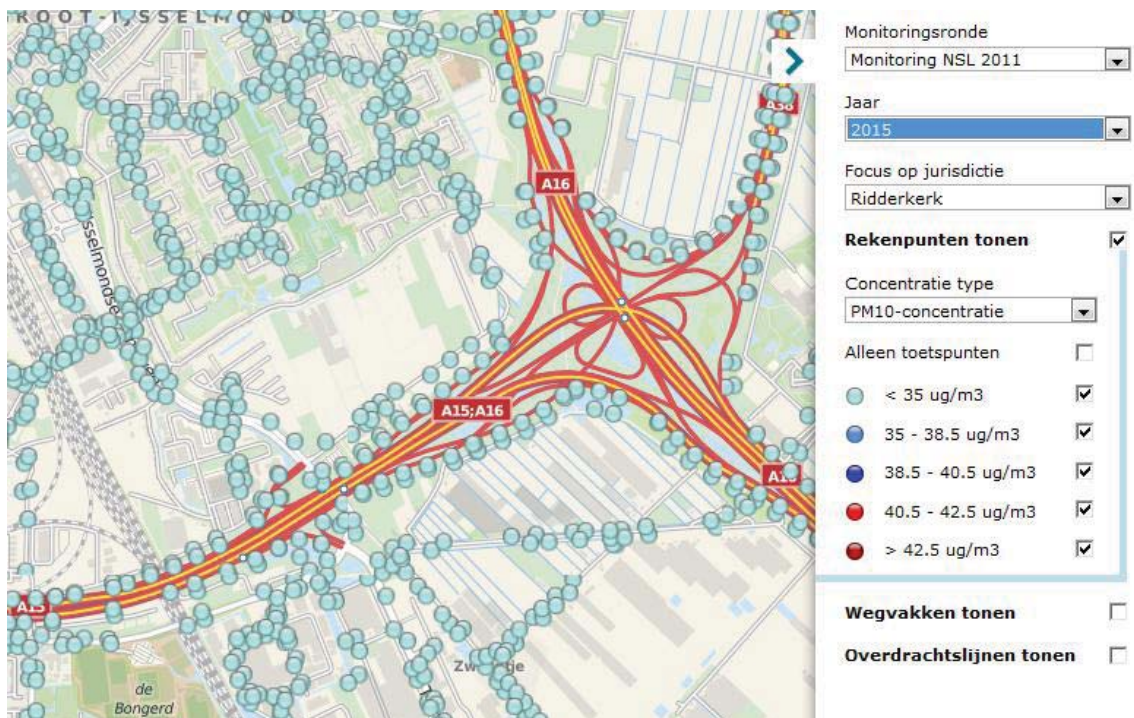 ROOT-IJSSELMOND
A16
A38
A15;A16
A15
de
Bongerd
Monitoringsronde
Monitoring NSL 2011
Jaar
2015
Focus op jurisdictie
Ridderkerk
Rekenpunten tonen
Concentratie type
PM10-concentratie
Alleen toetspunten
< 35 ug/m3
35 - 38.5 ug/m3
38.5 - 40.5 ug/m3
40.5 - 42.5 ug/m3
> 42.5 ug/m3
Wegvakken tonen
Overdrachtslijnen tonen